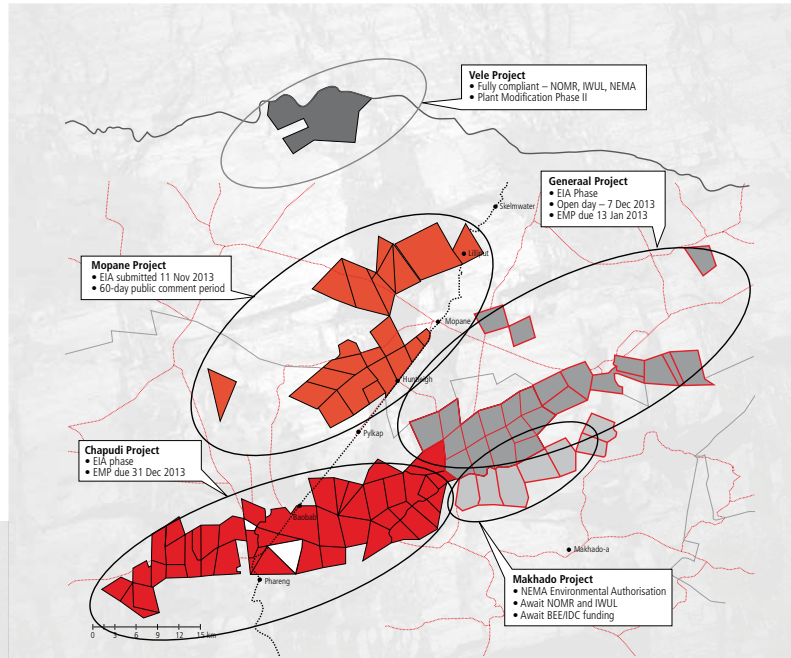 Vele Project
• Fully compliant – NOMR, IWUL, NEMA
• Plant Modification Phase II
Generaal Project
• EIA Phase
• Open day – 7 Dec 2013
• EMP due 13 Jan 2013
Skelmwater
Lilliput
Mopane Project
• EIA submitted 11 Nov 2013
• 60-day public comment period
Mopane
Huntleigh
Pylkap
Chapudi Project
• EIA phase
• EMP due 31 Dec 2013
Baobab
Makhado-a
Phareng
Makhado Project
• NEMA Environmental Authorisation
• Await NOMR and IWUL
• Await BEE/IDC funding
0 3 6 9 12 15 km